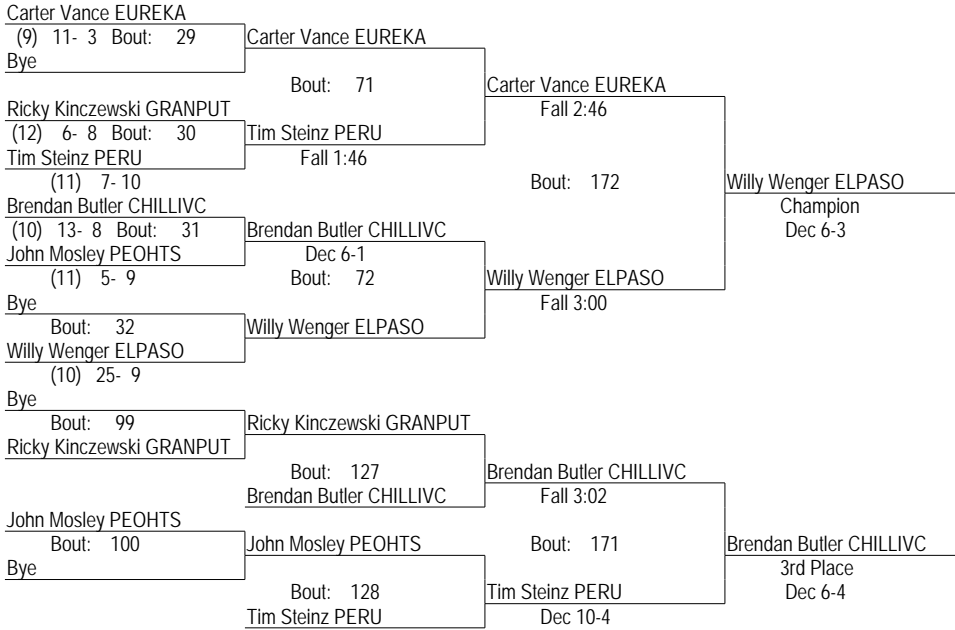 Carter Vance EUREKA
(9) 11- 3 Bout: 29
Carter Vance EUREKA
Bye
Bout: 71
Carter Vance EUREKA
Ricky Kinczewski GRANPUT
Fall 2:46
(12) 6- 8 Bout: 30
Tim Steinz PERU
Tim Steinz PERU
Fall 1:46
(11) 7- 10
Bout: 172
Willy Wenger ELPASO
Brendan Butler CHILLIVC
Champion
(10) 13- 8 Bout: 31
Brendan Butler CHILLIVC
Dec 6-3
John Mosley PEOHTS
Dec 6-1
(11) 5- 9
Bout: 72
Willy Wenger ELPASO
Bye
Fall 3:00
Bout: 32
Willy Wenger ELPASO
Willy Wenger ELPASO
(10) 25- 9
Bye
Bout: 99
Ricky Kinczewski GRANPUT
Ricky Kinczewski GRANPUT
Bout: 127
Brendan Butler CHILLIVC
Brendan Butler CHILLIVC
Fall 3:02
John Mosley PEOHTS
Bout: 100
John Mosley PEOHTS
Bout: 171
Brendan Butler CHILLIVC
Bye
3rd Place
Bout: 128
Tim Steinz PERU
Dec 6-4
Tim Steinz PERU
Dec 10-4